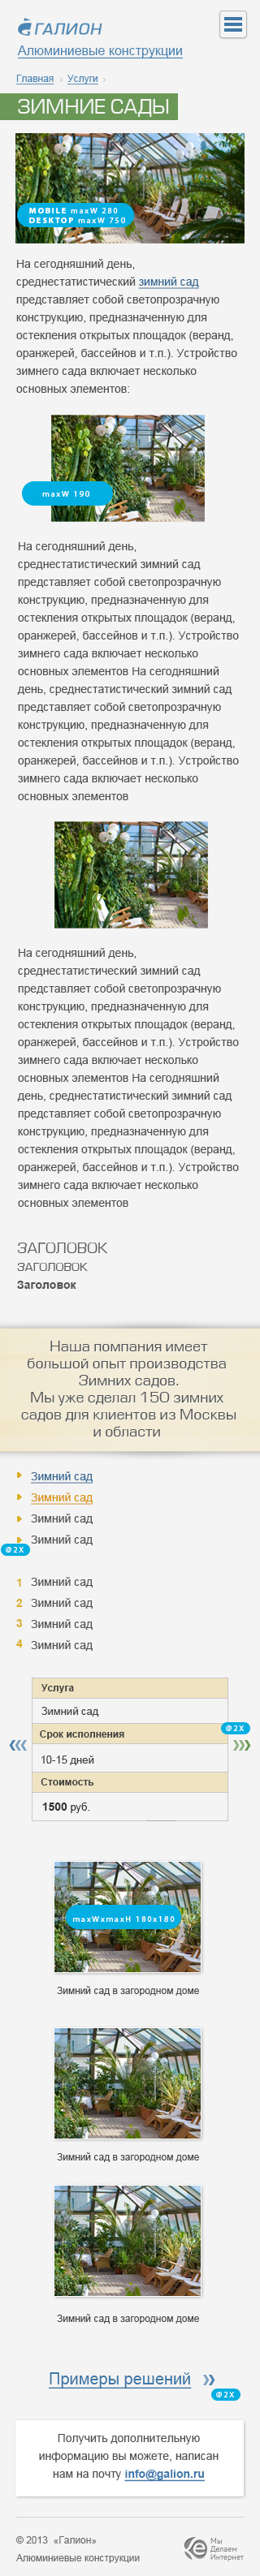 ГАЛИОН
Алюминиевые конструкции
Главная › Услуги ›
ЗИМНИЕ САДЫ
MOBILE maxW 280
DESKTOP maxW 750
На сегодняшний день,
среднестатистический зимний сад
представляет собой светопрозрачную
конструкцию, предназначенную для
остекления открытых площадок (веранд,
оранжерей, бассейнов и т.п.). Устройство
зимнего сада включает несколько
основных элементов:
maxW 190
На сегодняшний день,
среднестатистический зимний сад
представляет собой светопрозрачную
конструкцию, предназначенную для
остекления открытых площадок (веранд,
оранжерей, бассейнов и т.п.). Устройство
зимнего сада включает несколько
основных элементов На сегодняшний
день, среднестатистический зимний сад
представляет собой светопрозрачную
конструкцию, предназначенную для
остекления открытых площадок (веранд,
оранжерей, бассейнов и т.п.). Устройство
зимнего сада включает несколько
основных элементов
На сегодняшний день,
среднестатистический зимний сад
представляет собой светопрозрачную
конструкцию, предназначенную для
остекления открытых площадок (веранд,
оранжерей, бассейнов и т.п.). Устройство
зимнего сада включает несколько
основных элементов На сегодняшний
день, среднестатистический зимний сад
представляет собой светопрозрачную
конструкцию, предназначенную для
остекления открытых площадок (веранд,
оранжерей, бассейнов и т.п.). Устройство
зимнего сада включает несколько
основных элементов
ЗАГОЛОВОК
ЗАГОЛОВОК
Заголовок
Наша помпания имеет
большой опыт производства
Зимних садов.
Мы уже сделал 150 зимних
садов для клиентов из Москвы
и области
Зимний сад
Зимний сад
Зимний сад
Зимний сад
@2X
1 Зимний сад
2 Зимний сад
3 Зимний сад
4 Зимний сад
Услуга
Зимний сад
@2X
Срок исполнения
10-15 дней
Стоимость
1500 руб.
maxWxmaxH 180x180
Зимний сад в загородном доме
Зимний сад в загородном доме
Зимний сад в загородном доме
Примеры решений »
@2X
Получить дополнительную
информацию вы можете, написан
нам на почту info@galion.ru
© 2013 «Галион»
Алюминиевые конструкции
Мы
Делаем
Интернет